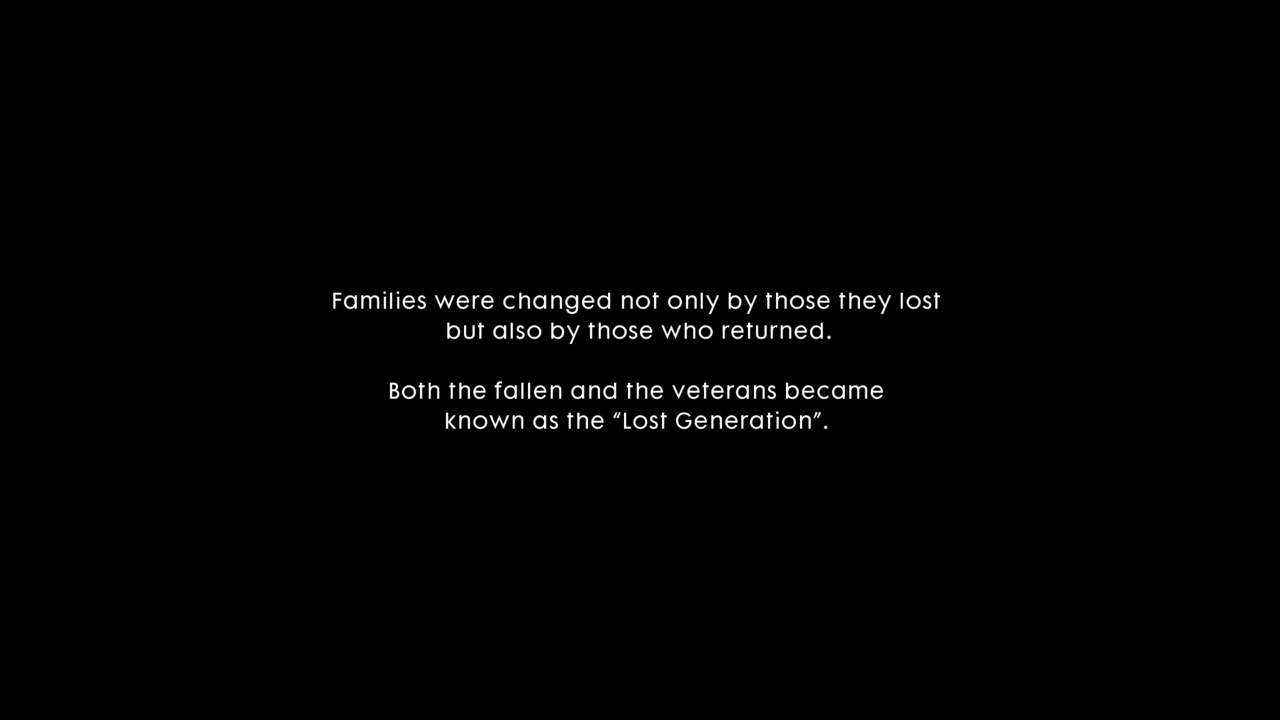 Families were changed not only by those they lost
but also by those who returned.
Both the fallen and the veterans became
known as the “Lost Generation”.